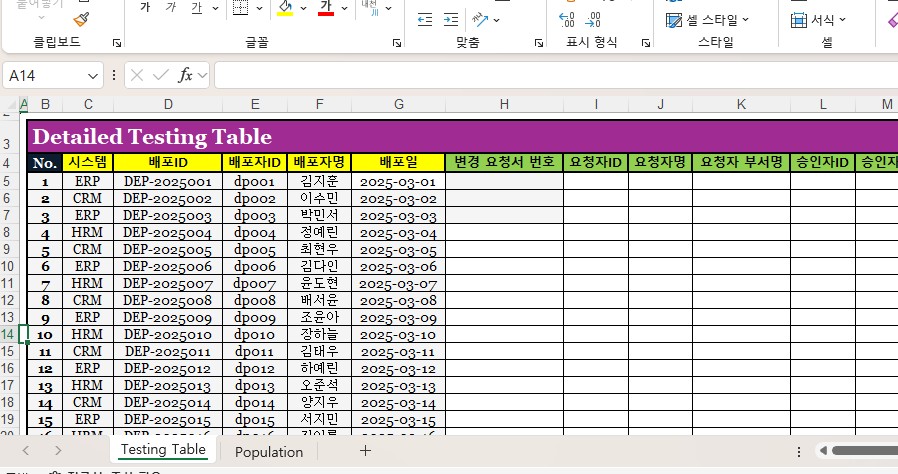 가 가 가 가 내천
클립보드 글꼴 맞춤 표시 형식 스타일 셀
셀 스타일 서식
A14 fx
A B C D E F G H I J K L M
3 Detailed Testing Table
4 No. 시스템 배포ID 배포자ID 배포자명 배포일 변경 요청서 번호 요청자ID 요청자명 요청자 부서명 승인자ID 승인자
5 1 ERP DEP-2025001 dp001 김지훈 2025-03-01
6 2 CRM DEP-2025002 dp002 이수민 2025-03-02
7 3 ERP DEP-2025003 dp003 박민서 2025-03-03
8 4 HRM DEP-2025004 dp004 정예린 2025-03-04
9 5 CRM DEP-2025005 dp005 최현우 2025-03-05
10 6 ERP DEP-2025006 dp006 김다인 2025-03-06
11 7 HRM DEP-2025007 dp007 윤도현 2025-03-07
12 8 CRM DEP-2025008 dp008 배서윤 2025-03-08
13 9 ERP DEP-2025009 dp009 조윤아 2025-03-09
14 10 HRM DEP-2025010 dp010 장하늘 2025-03-10
15 11 CRM DEP-2025011 dp011 김태우 2025-03-11
16 12 ERP DEP-2025012 dp012 하예린 2025-03-12
17 13 HRM DEP-2025013 dp013 오준석 2025-03-13
18 14 CRM DEP-2025014 dp014 양지우 2025-03-14
19 15 ERP DEP-2025015 dp015 서지민 2025-03-15
Testing Table Population